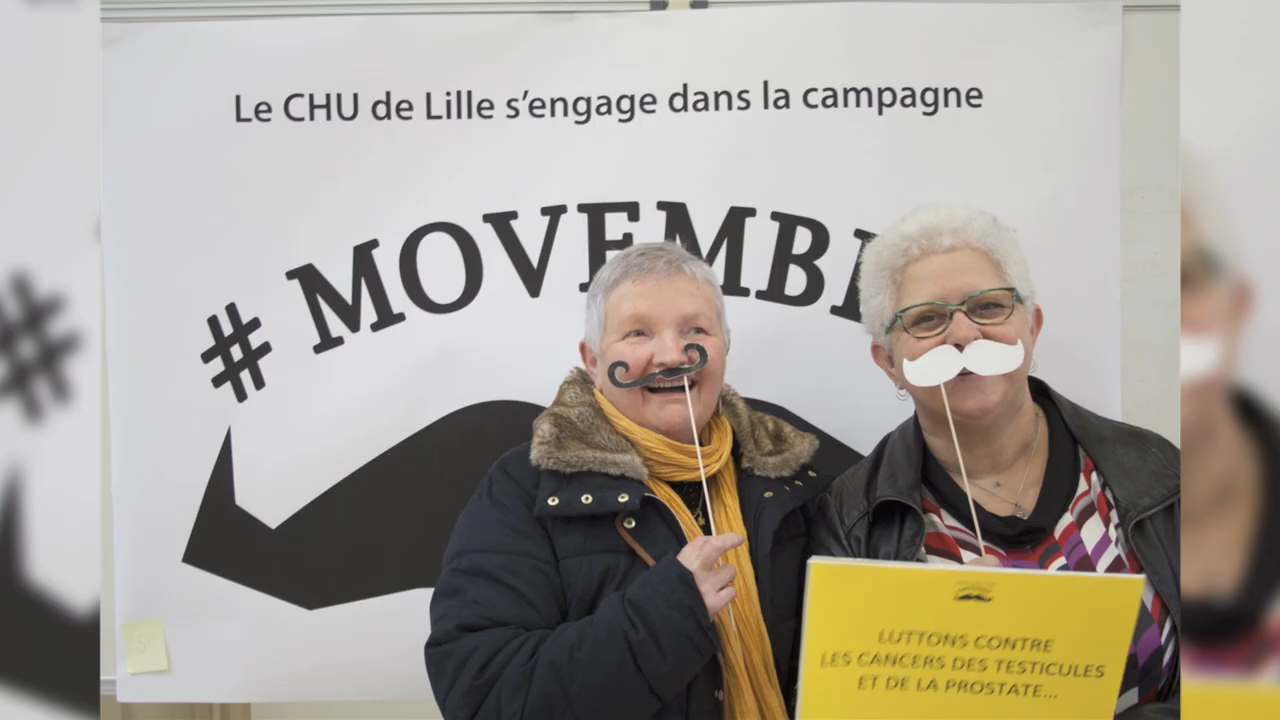 Le CHU de Lille s'engage dans la campagne
# MOVEMB
LUTTONS CONTRE
LES CANCERS DES TESTICULES
ET DE LA PROSTATE...